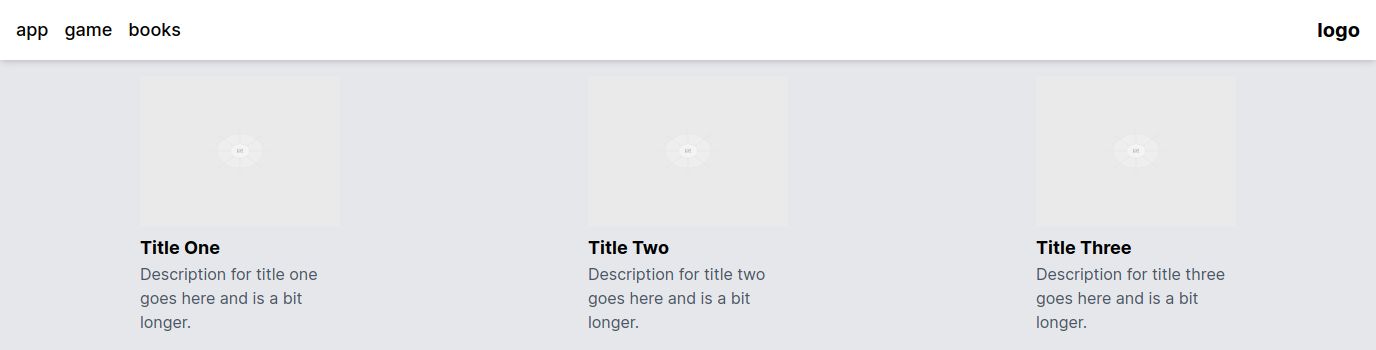 app game books
logo
Title One
Description for title one
goes here and is a bit
longer.
Title Two
Description for title two
goes here and is a bit
longer.
Title Three
Description for title three
goes here and is a bit
longer.